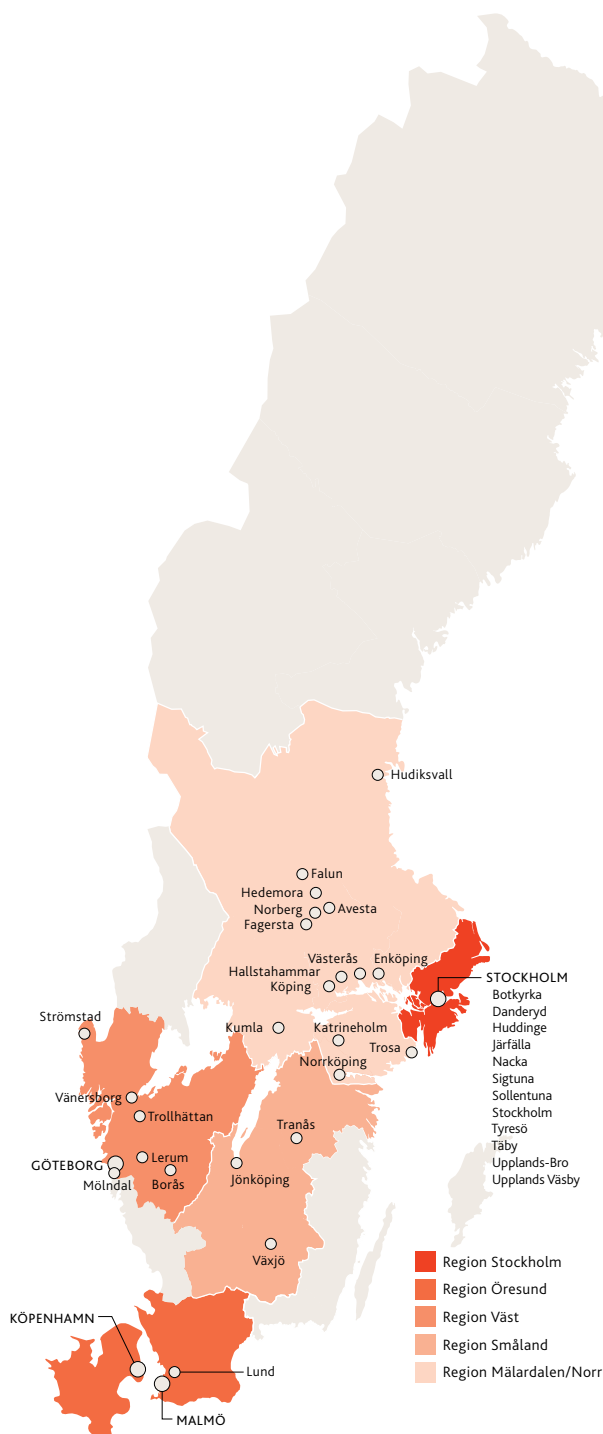 Hudiksvall
Falun
Hedemora
Avesta
Norberg
Fagersta
Västerås
Enköping
Hallstahammar
Köping
STOCKHOLM
Botkyrka
Danderyd
Huddinge
Järfälla
Nacka
Sigtuna
Sollentuna
Stockholm
Tyresö
Täby
Upplands-Bro
Upplands Väsby
Strömstad
Kumla
Katrineholm
Trosa
Norrköping
Vänersborg
Trollhättan
Tranås
Lerum
GÖTEBORG
Borås
Mölndal
Jönköping
Växjö
Region Stockholm
Region Öresund
Region Väst
Region Småland
Region Mälardalen/Norr
KÖPENHAMN
Lund
MALMÖ